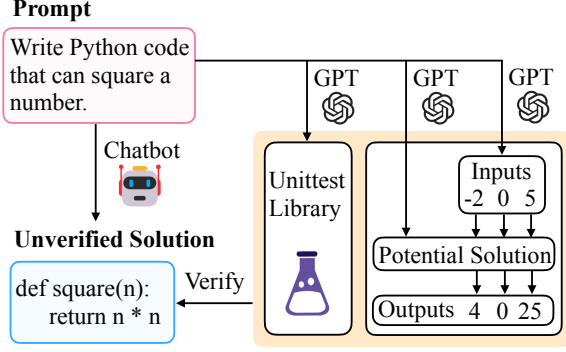 Prompt
Write Python code
that can square a
number.
GPT
GPT
GPT
Chatbot
Unittest
Library
Inputs
-2 0 5
Potential Solution
Outputs 4 0 25
Unverified Solution
def square(n):
return n * n
Verify